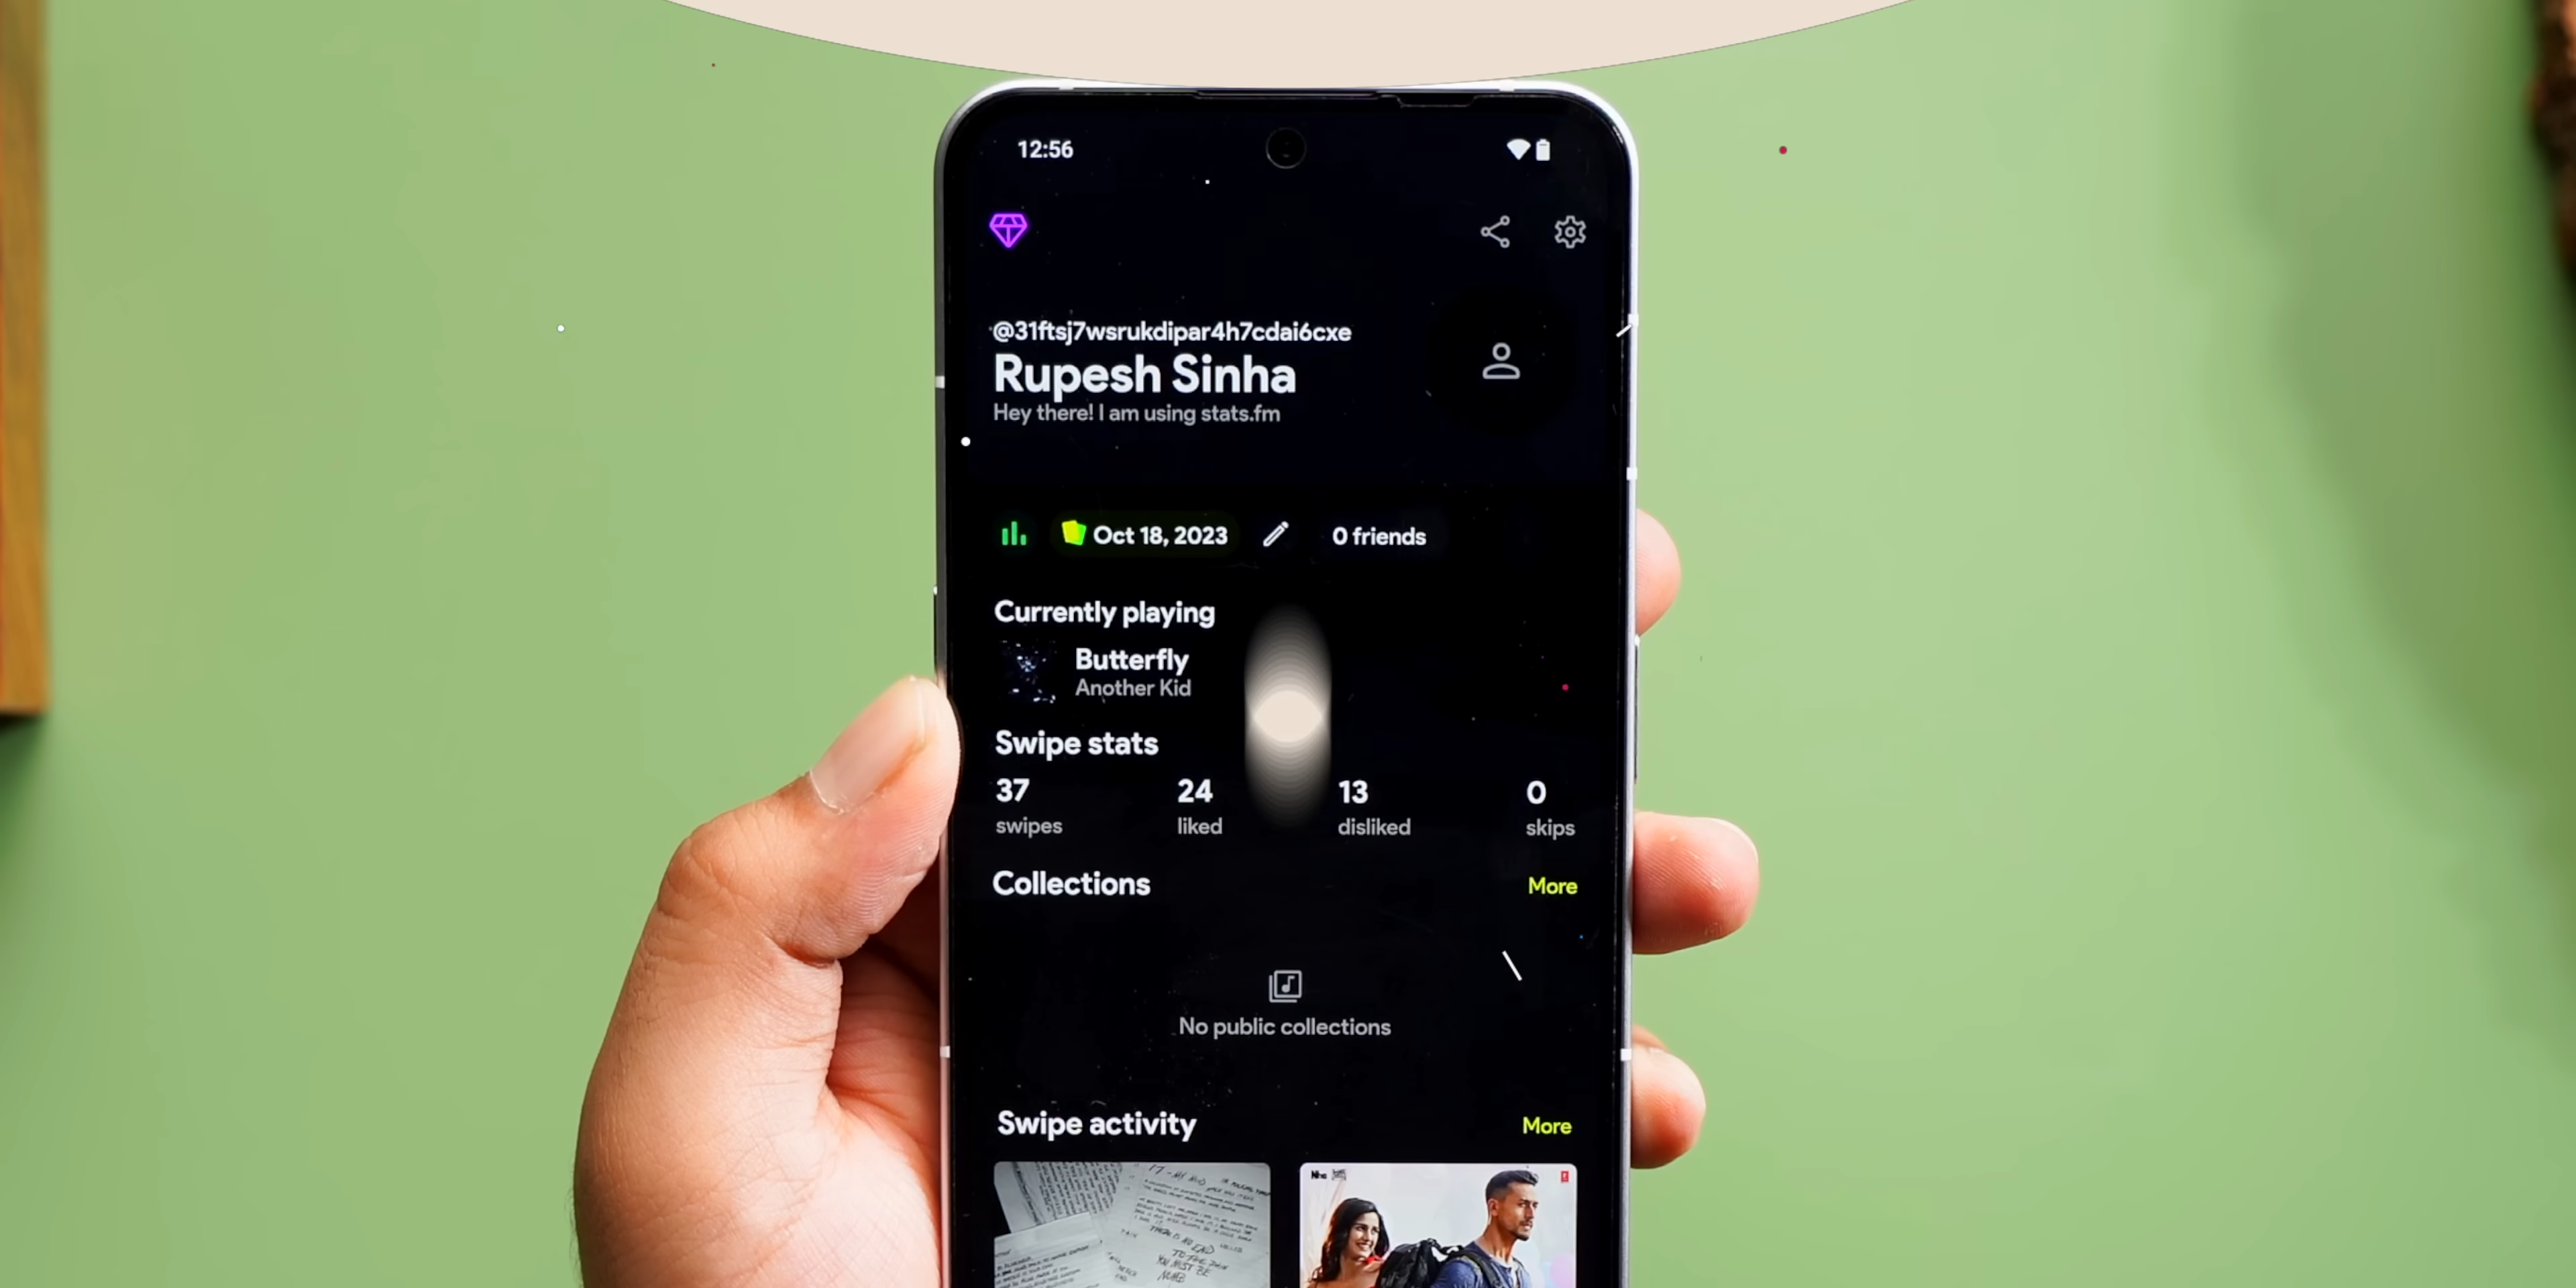 12:56
@31ftsj7wsrukdipar4h7cdai6cxe
Rupesh Sinha
Hey there! I am using stats.fm
Oct 18, 2023
0 friends
Currently playing
Butterfly
Another Kid
Swipe stats
37 24 13 0
swipes liked disliked skips
Collections More
No public collections
Swipe activity More